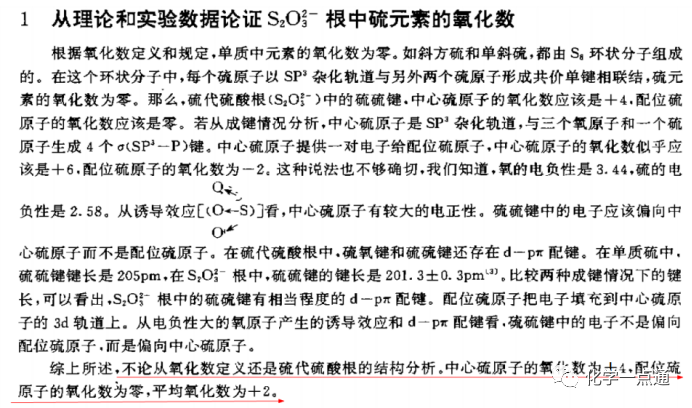 1 从理论和实验数据论证 S₂O₃²⁻ 根中硫元素的氧化数
根据氧化数定义和规定,单质中元素的氧化数为零。如斜方硫和单斜硫,都由 S₈ 环状分子组成
的。在这个环状分子中,每个硫原子以 SP³ 杂化轨道与另外两个硫原子形成共价单键相联结,硫元
素的氧化数为零。那么,硫代硫酸根(S₂O₃²⁻)中的硫硫键,中心硫原子的氧化数应该是+4,配位硫
原子的氧化数应该是零。若从成键情况分析,中心硫原子是 SP³ 杂化轨道,与三个氧原子和一个硫
原子生成 4 个 σ(SP³-P)键。中心硫原子提供一对电子给配位硫原子,中心硫原子的氧化数似乎应
该是+6,配位硫原子的氧化数为-2。这种说法也不够确切,我们知道,氧的电负性是 3.44,硫的电
O
负性是 2.58。从诱导效应[(O←S)]看,中心硫原子有较大的电正性。硫硫键中的电子应该偏向中
O
心硫原子而不是配位硫原子。在硫代硫酸根中,硫氧键和硫硫键还存在 d-pπ 配键。在单质硫中,
硫硫键键长是 205pm,在 S₂O₃²⁻ 根中,硫硫键的键长是 201.3±0.3pm⁽³⁾。比较两种成键情况下的键
长,可以看出,S₂O₃²⁻ 根中的硫硫键有相当程度的 d-pπ 配键。配位硫原子把电子填充到中心硫原
子的 3d 轨道上。从电负性大的氧原子产生的诱导效应和 d-pπ 配键看,硫硫键中的电子不是偏向
配位硫原子,而是偏向中心硫原子。
综上所述,不论从氧化数定义还是硫代硫酸根的结构分析。中心硫原子的氧化数为+4,配位硫
原子的氧化数为零,平均氧化数为+2。
化学一点通